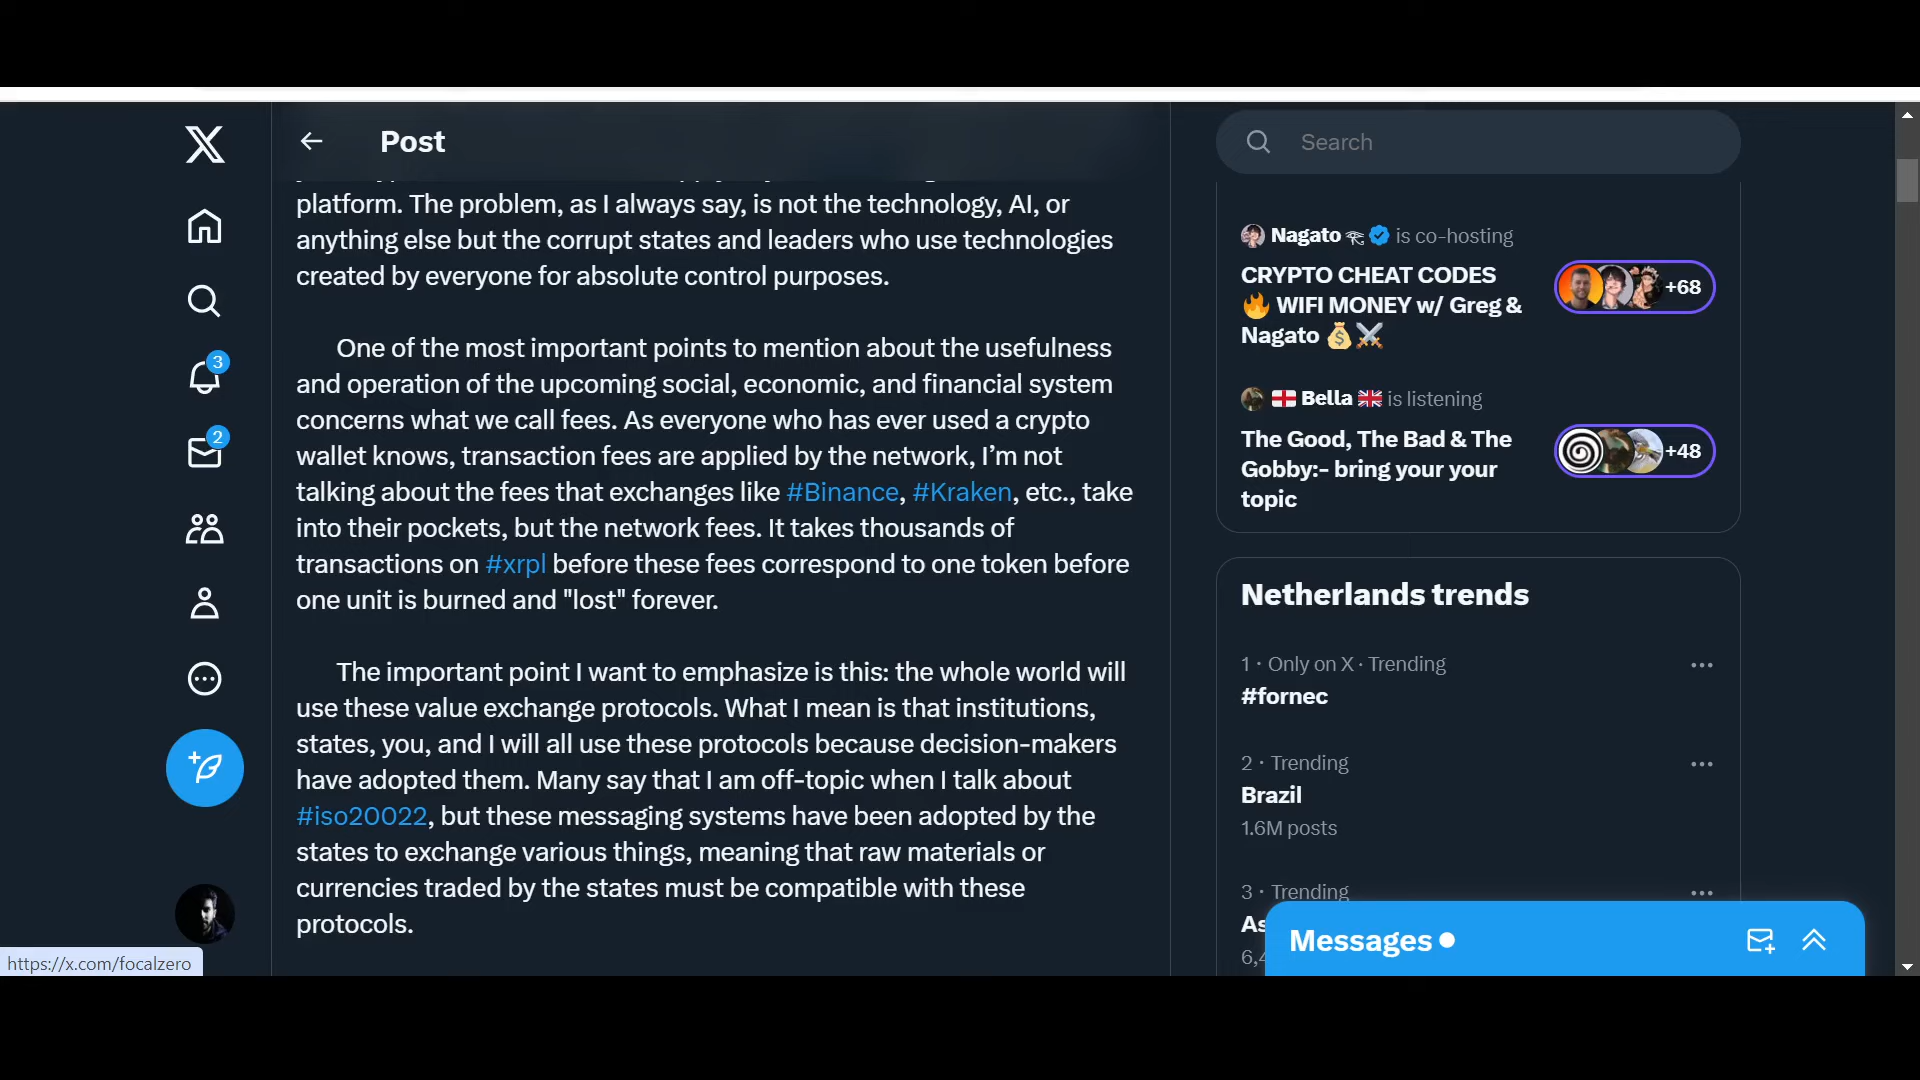 Post
platform. The problem, as I always say, is not the technology, AI, or
anything else but the corrupt states and leaders who use technologies
created by everyone for absolute control purposes.
One of the most important points to mention about the usefulness
and operation of the upcoming social, economic, and financial system
concerns what we call fees. As everyone who has ever used a crypto
wallet knows, transaction fees are applied by the network, I’m not
talking about the fees that exchanges like #Binance, #Kraken, etc., take
into their pockets, but the network fees. It takes thousands of
transactions on #xrpl before these fees correspond to one token before
one unit is burned and "lost" forever.
The important point I want to emphasize is this: the whole world will
use these value exchange protocols. What I mean is that institutions,
states, you, and I will all use these protocols because decision-makers
have adopted them. Many say that I am off-topic when I talk about
#iso20022, but these messaging systems have been adopted by the
states to exchange various things, meaning that raw materials or
currencies traded by the states must be compatible with these
protocols.
3
2
https://x.com/focalzero
Search
Nagato is co-hosting
CRYPTO CHEAT CODES
🔥 WIFI MONEY w/ Greg &
Nagato 💰⚔️
+68
Bella is listening
The Good, The Bad & The
Gobby:- bring your your
topic
+48
Netherlands trends
1 · Only on X · Trending
#fornec
2 · Trending
Brazil
1.6M posts
3 · Trending
Messages